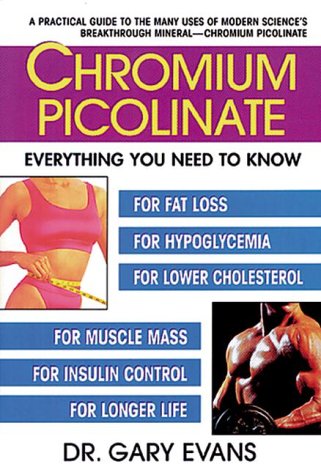 A PRACTICAL GUIDE TO THE MANY USES OF MODERN SCIENCE'S
BREAKTHROUGH MINERAL—CHROMIUM PICOLINATE
CHROMIUM
PICOLINATE
EVERYTHING YOU NEED TO KNOW
FOR FAT LOSS
FOR HYPOGLYCEMIA
FOR LOWER CHOLESTEROL
FOR MUSCLE MASS
FOR INSULIN CONTROL
FOR LONGER LIFE
DR. GARY EVANS